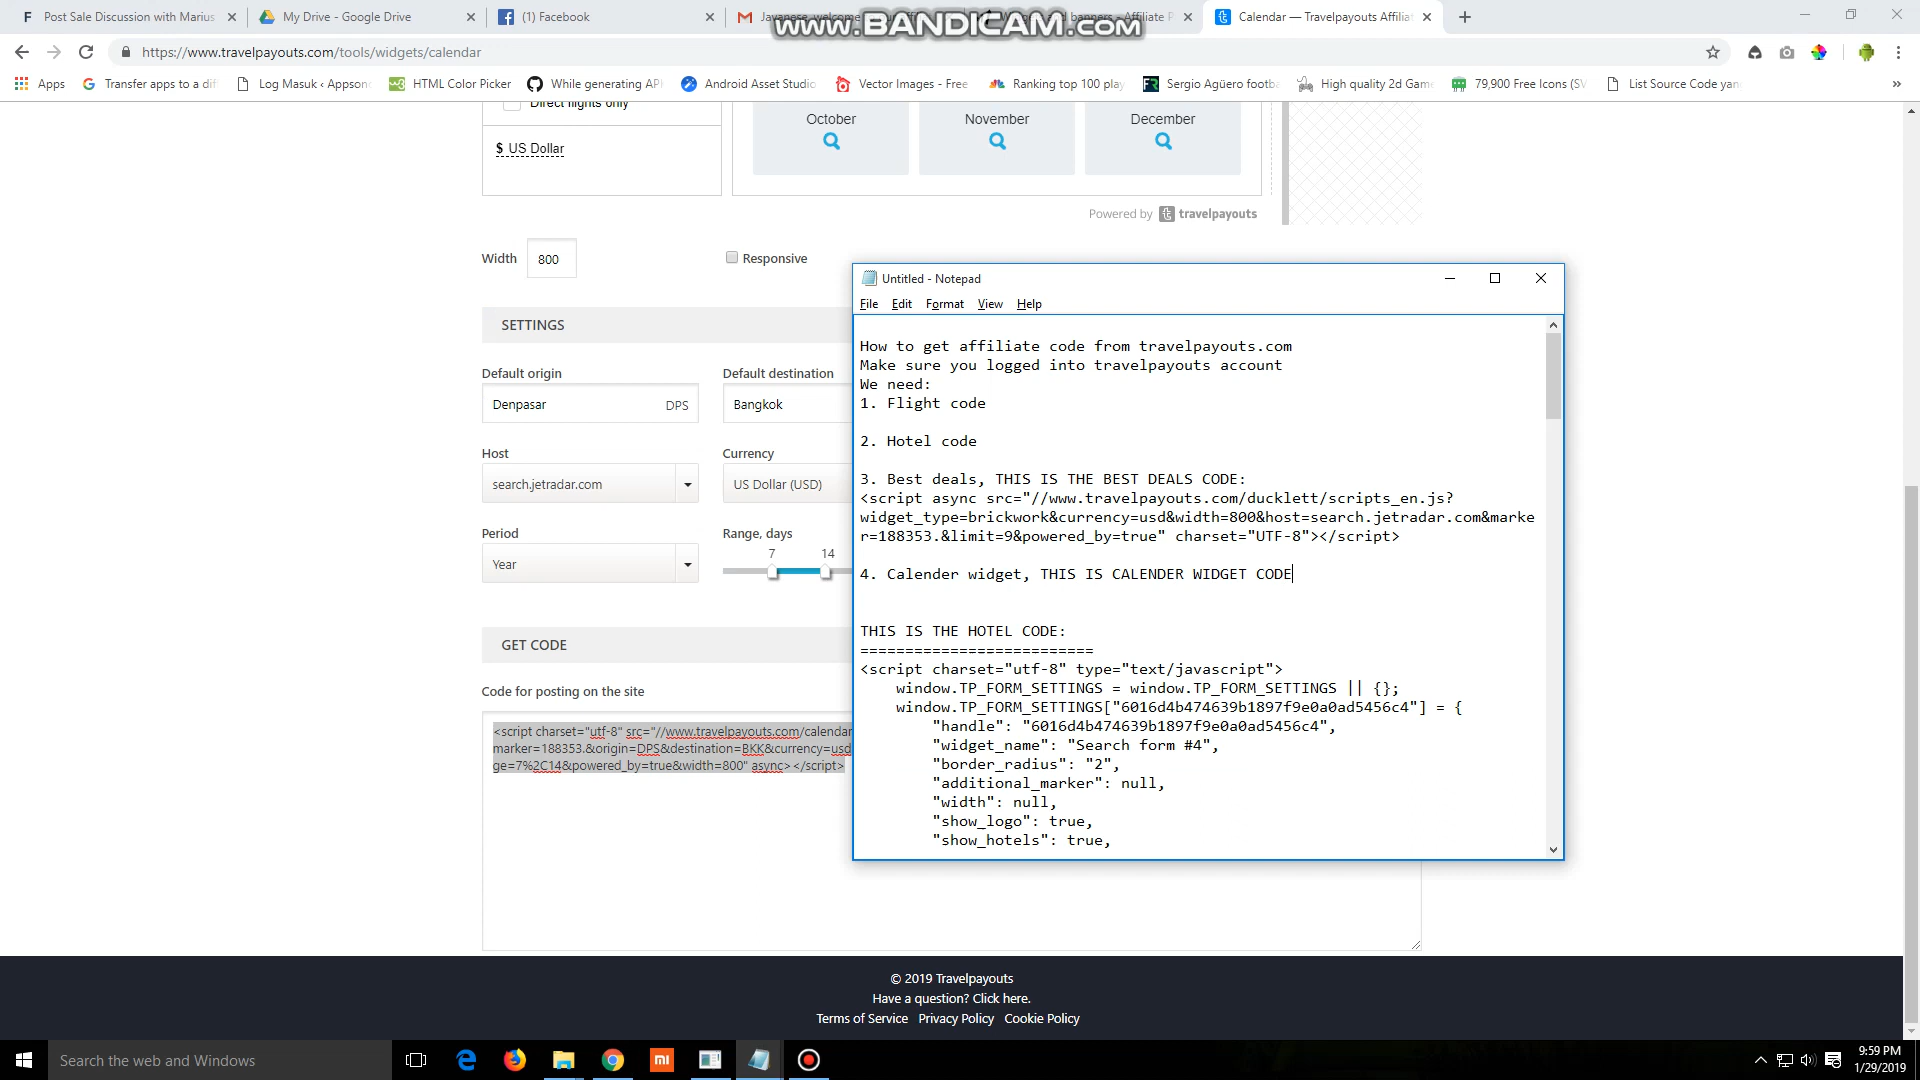 Post Sale Discussion with Marius
My Drive - Google Drive
(1) Facebook
Calendar — Travelpayouts Affilia
www.BANDICAM.com
https://www.travelpayouts.com/tools/widgets/calendar
Apps
Transfer apps to a dif
Log Masuk ‹ Appson
HTML Color Picker
While generating AP
Android Asset Studio
Vector Images - Free
Ranking top 100 play
Sergio Agüero footba
High quality 2d Game
79,900 Free Icons (SV
List Source Code yan
»
Direct flights only
October
November
December
$ US Dollar
Powered by travelpayouts
Width 800
Responsive
SETTINGS
Default origin
Default destination
Denpasar DPS
Bangkok
Host
Currency
search.jetradar.com
US Dollar (USD)
Period
Range, days
Year
7 14
GET CODE
Code for posting on the site
<script charset="utf-8" src="//www.travelpayouts.com/calendar
marker=188353.&origin=DPS&destination=BKK&currency=usd
ge=7%2C14&powered_by=true&width=800" async></script>
Untitled - Notepad
File Edit Format View Help
How to get affiliate code from travelpayouts.com
Make sure you logged into travelpayouts account
We need:
1. Flight code
2. Hotel code
3. Best deals, THIS IS THE BEST DEALS CODE:
<script async src="//www.travelpayouts.com/ducklett/scripts_en.js?
widget_type=brickwork&currency=usd&width=800&host=search.jetradar.com&marke
r=188353.&limit=9&powered_by=true" charset="UTF-8"></script>
4. Calender widget, THIS IS CALENDER WIDGET CODE
THIS IS THE HOTEL CODE:
==========================
<script charset="utf-8" type="text/javascript">
window.TP_FORM_SETTINGS = window.TP_FORM_SETTINGS || {};
window.TP_FORM_SETTINGS["6016d4b474639b1897f9e0a0ad5456c4"] = {
"handle": "6016d4b474639b1897f9e0a0ad5456c4",
"widget_name": "Search form #4",
"border_radius": "2",
"additional_marker": null,
"width": null,
"show_logo": true,
"show_hotels": true,
© 2019 Travelpayouts
Have a question? Click here.
Terms of Service Privacy Policy Cookie Policy
Search the web and Windows
9:59 PM
1/29/2019